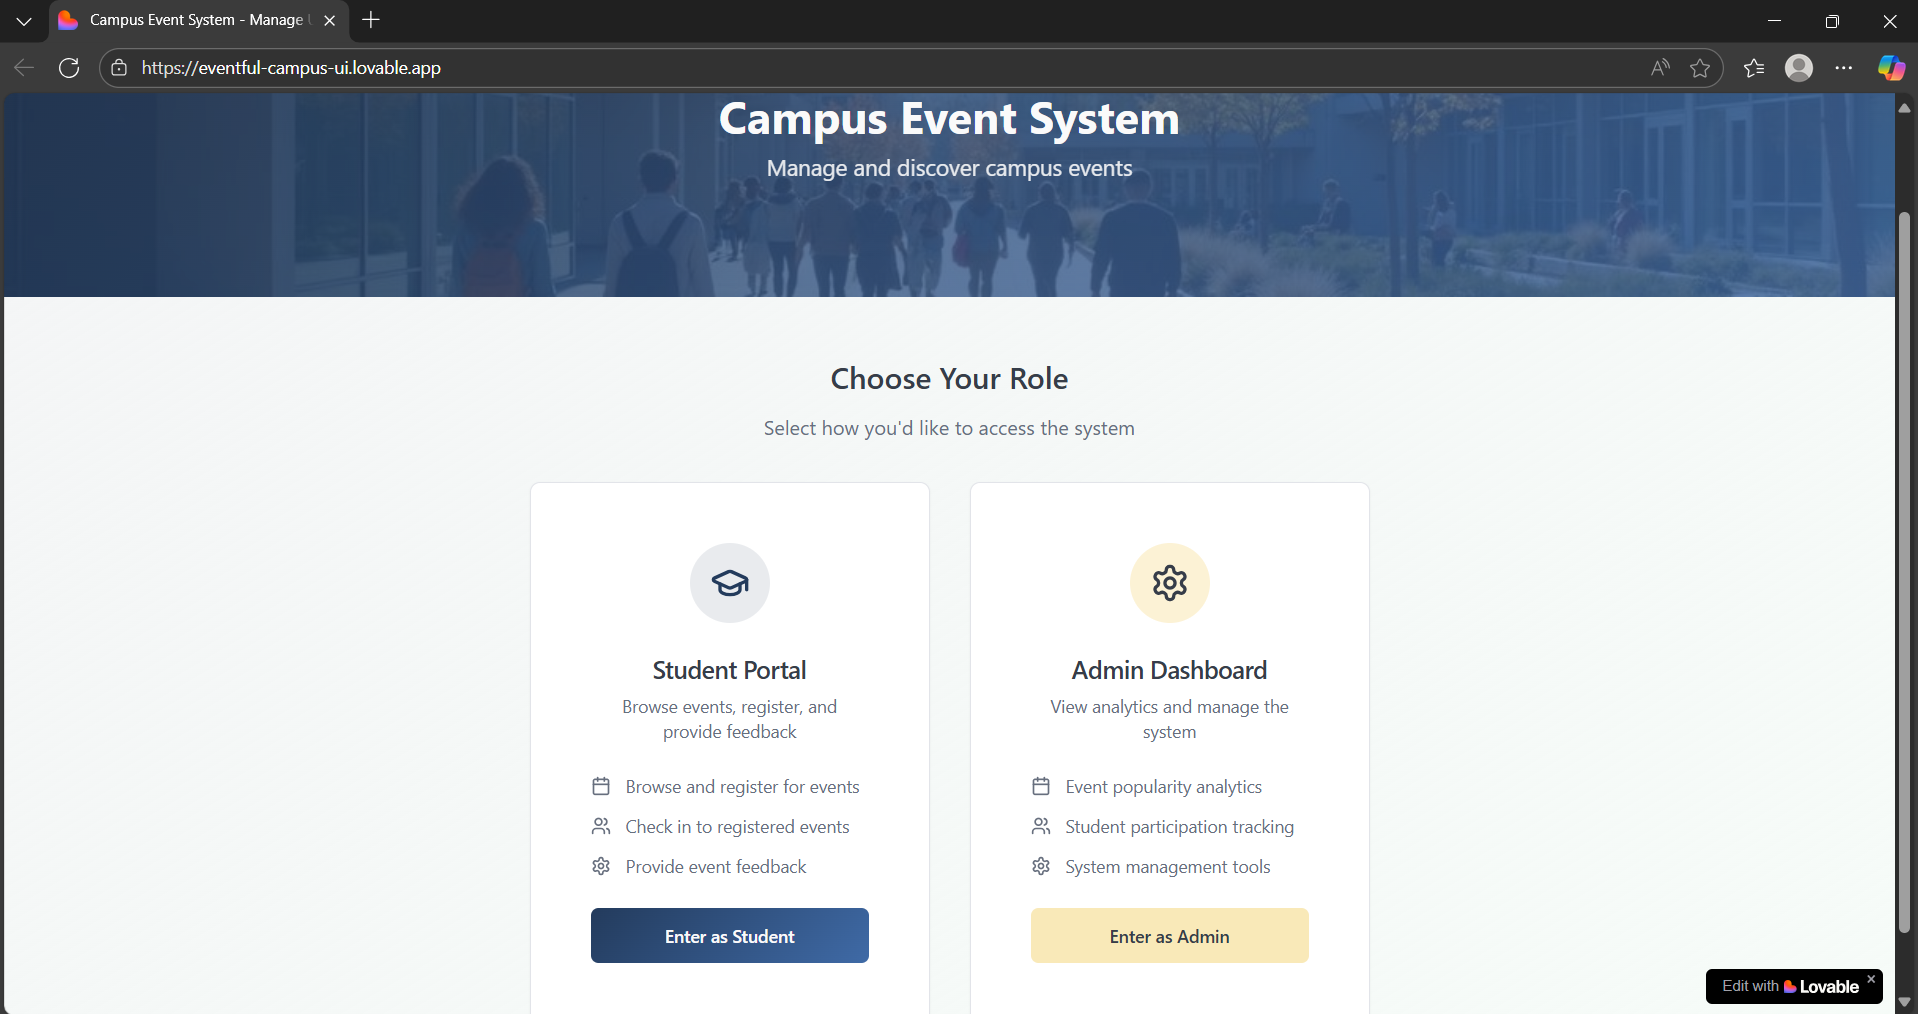 Campus Event System - Manage
https://eventful-campus-ui.lovable.app
Campus Event System
Manage and discover campus events
Choose Your Role
Select how you'd like to access the system
Student Portal
Browse events, register, and
provide feedback
Browse and register for events
Check in to registered events
Provide event feedback
Enter as Student
Admin Dashboard
View analytics and manage the
system
Event popularity analytics
Student participation tracking
System management tools
Enter as Admin
Edit with Lovable